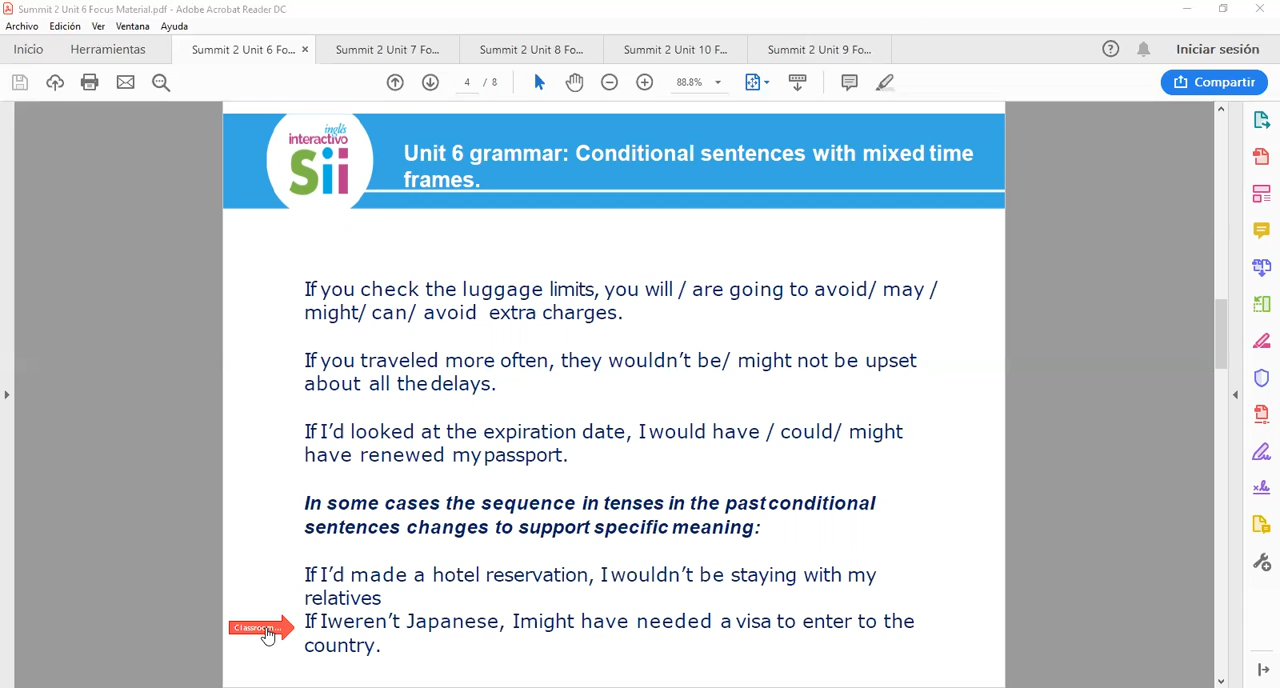 Summit 2 Unit 6 Focus Material.pdf - Adobe Acrobat Reader DC
Archivo Edición Ver Ventana Ayuda
Inicio Herramientas Summit 2 Unit 6 Fo... × Summit 2 Unit 7 Fo... Summit 2 Unit 8 Fo... Summit 2 Unit 10 F... Summit 2 Unit 9 Fo... Iniciar sesión
4 / 8 88.8% Compartir
inglés
interactivo
Sii
Unit 6 grammar: Conditional sentences with mixed time
frames.
If you check the luggage limits, you will / are going to avoid/ may /
might/ can/ avoid extra charges.
If you traveled more often, they wouldn't be/ might not be upset
about all the delays.
If I'd looked at the expiration date, I would have / could/ might
have renewed my passport.
In some cases the sequence in tenses in the past conditional
sentences changes to support specific meaning:
If I'd made a hotel reservation, I wouldn't be staying with my
relatives
Classroom...
If I weren't Japanese, I might have needed a visa to enter to the
country.